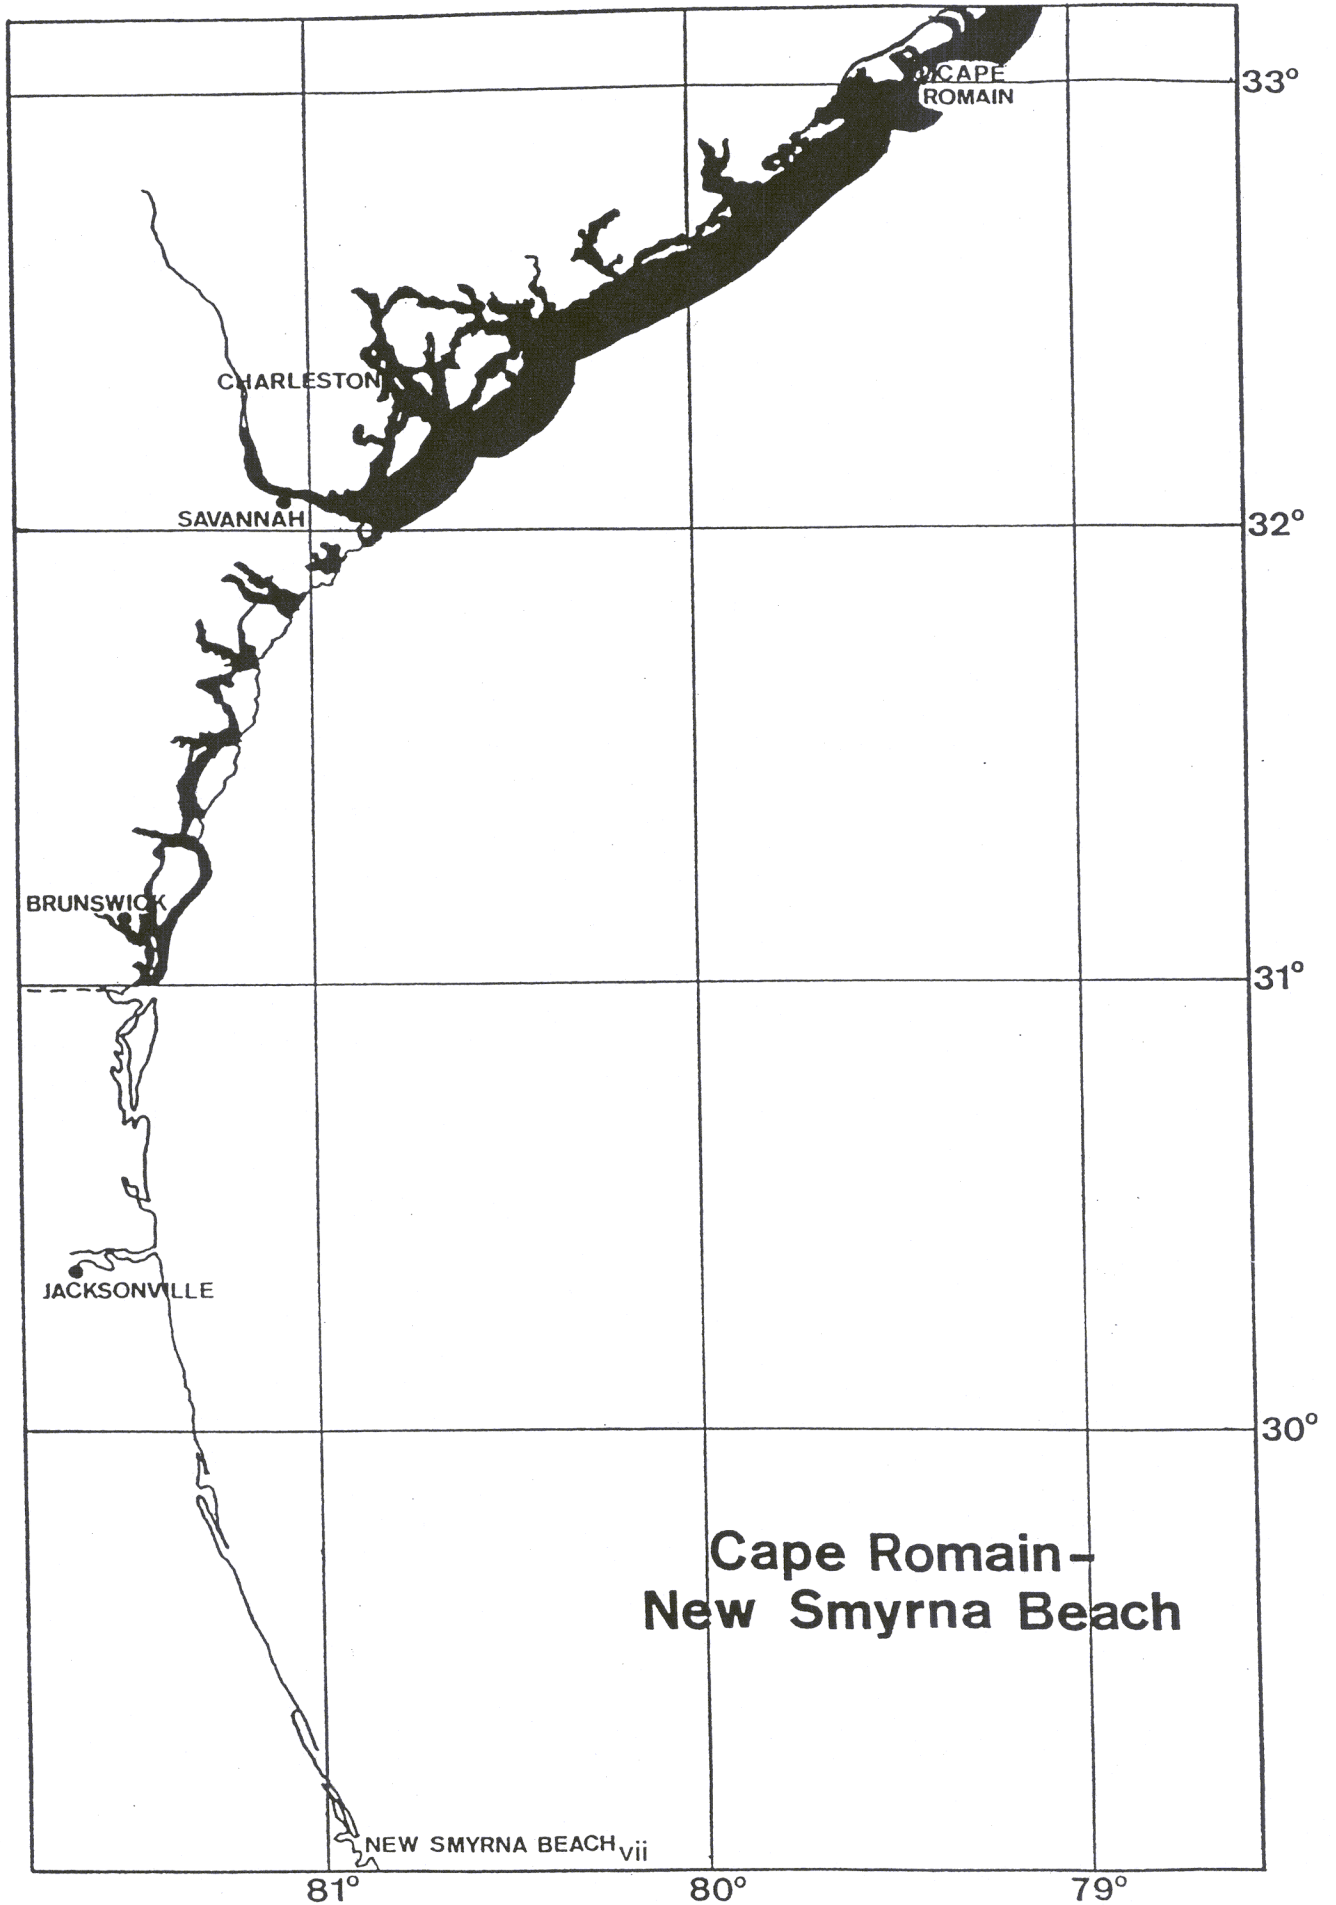 CAPE
ROMAIN
33°
CHARLESTON
SAVANNAH
32°
BRUNSWICK
31°
JACKSONVILLE
30°
Cape Romain-
New Smyrna Beach
NEW SMYRNA BEACH
vii
81° 80° 79°